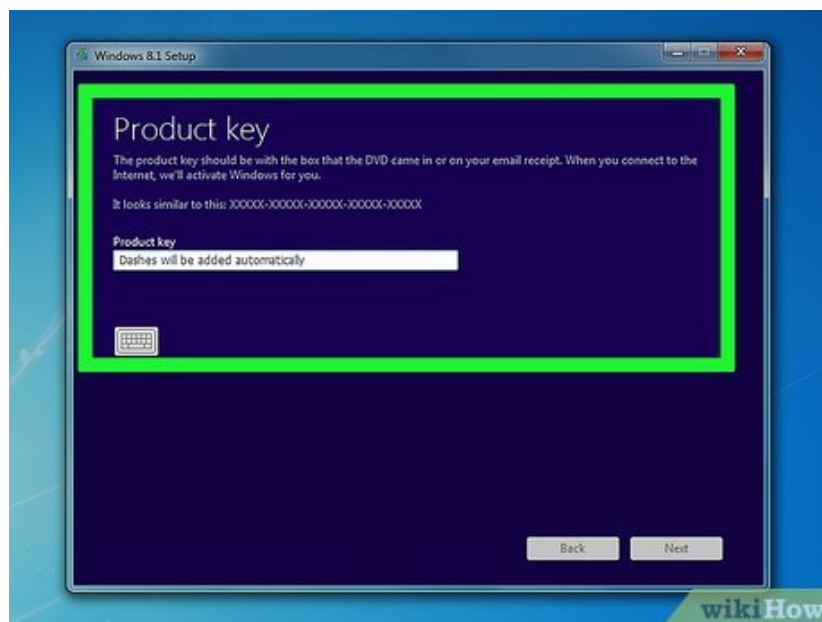 Windows 8.1 Setup
Product key
The product key should be with the box that the DVD came in or on your email receipt. When you connect to the
Internet, we'll activate Windows for you.
It looks similar to this: XXXXX-XXXXX-XXXXX-XXXXX-XXXXX
Product key
Dashes will be added automatically
Back
Next
wikiHow